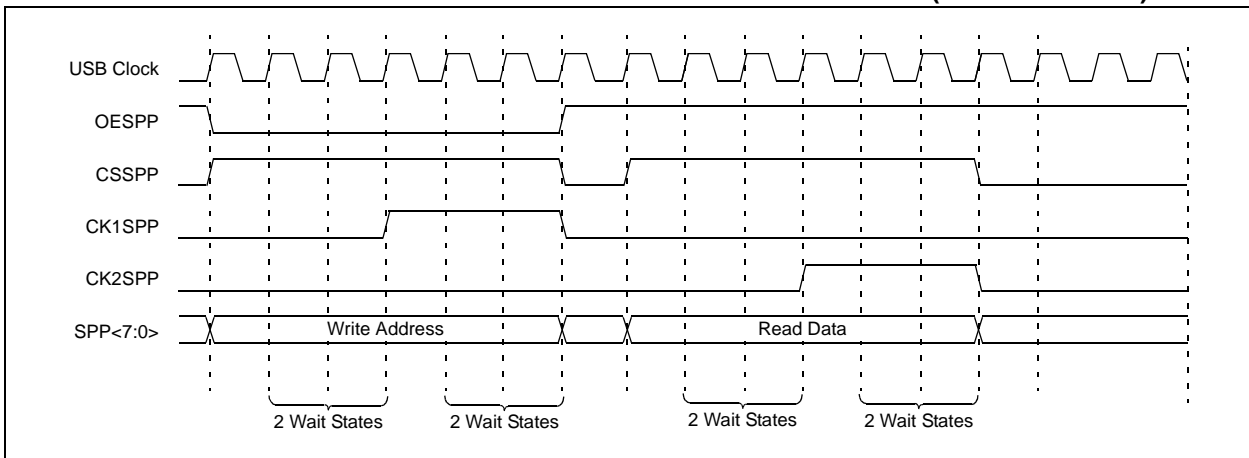 USB Clock
OESPP
CSSPP
CK1SPP
CK2SPP
SPP<7:0> Write Address Read Data
2 Wait States 2 Wait States 2 Wait States 2 Wait States